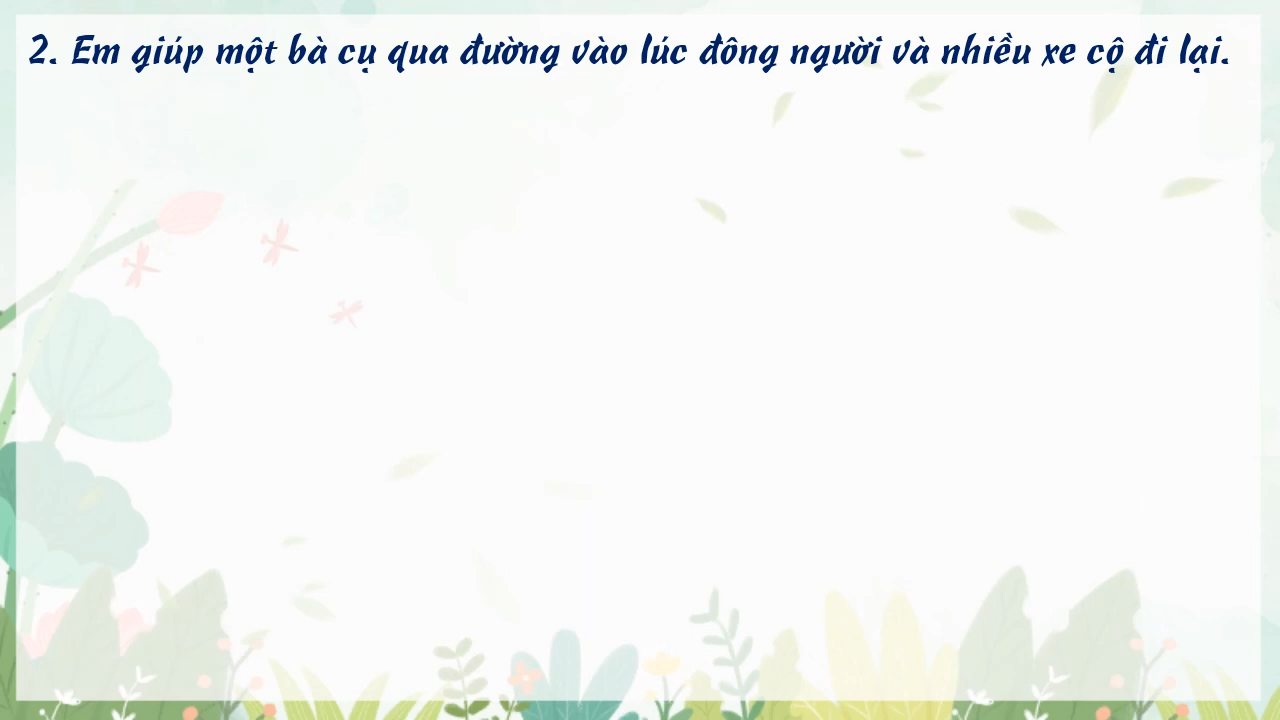 2. Em giúp một bà cụ qua đường vào lúc đông người và nhiều xe cộ đi lại.